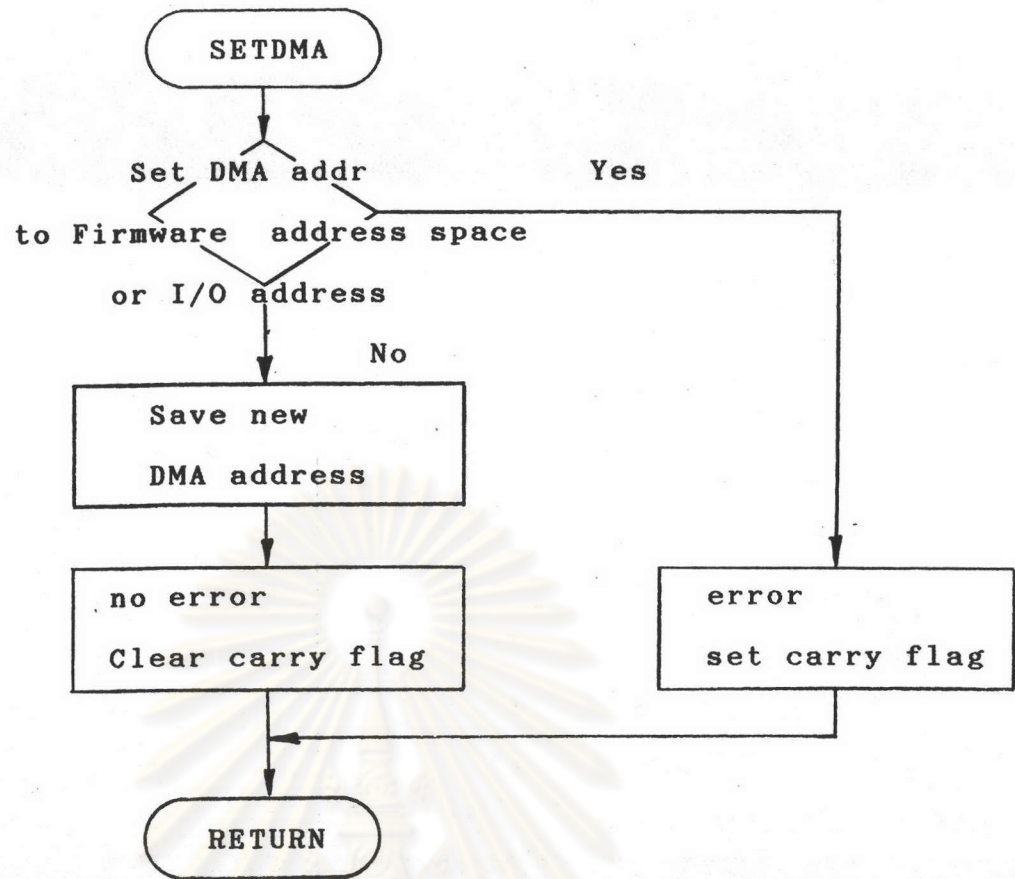 SETDMA
Set DMA addr
Yes
to Firmware address space
or I/O address
No
Save new
DMA address
no error
Clear carry flag
error
set carry flag
RETURN